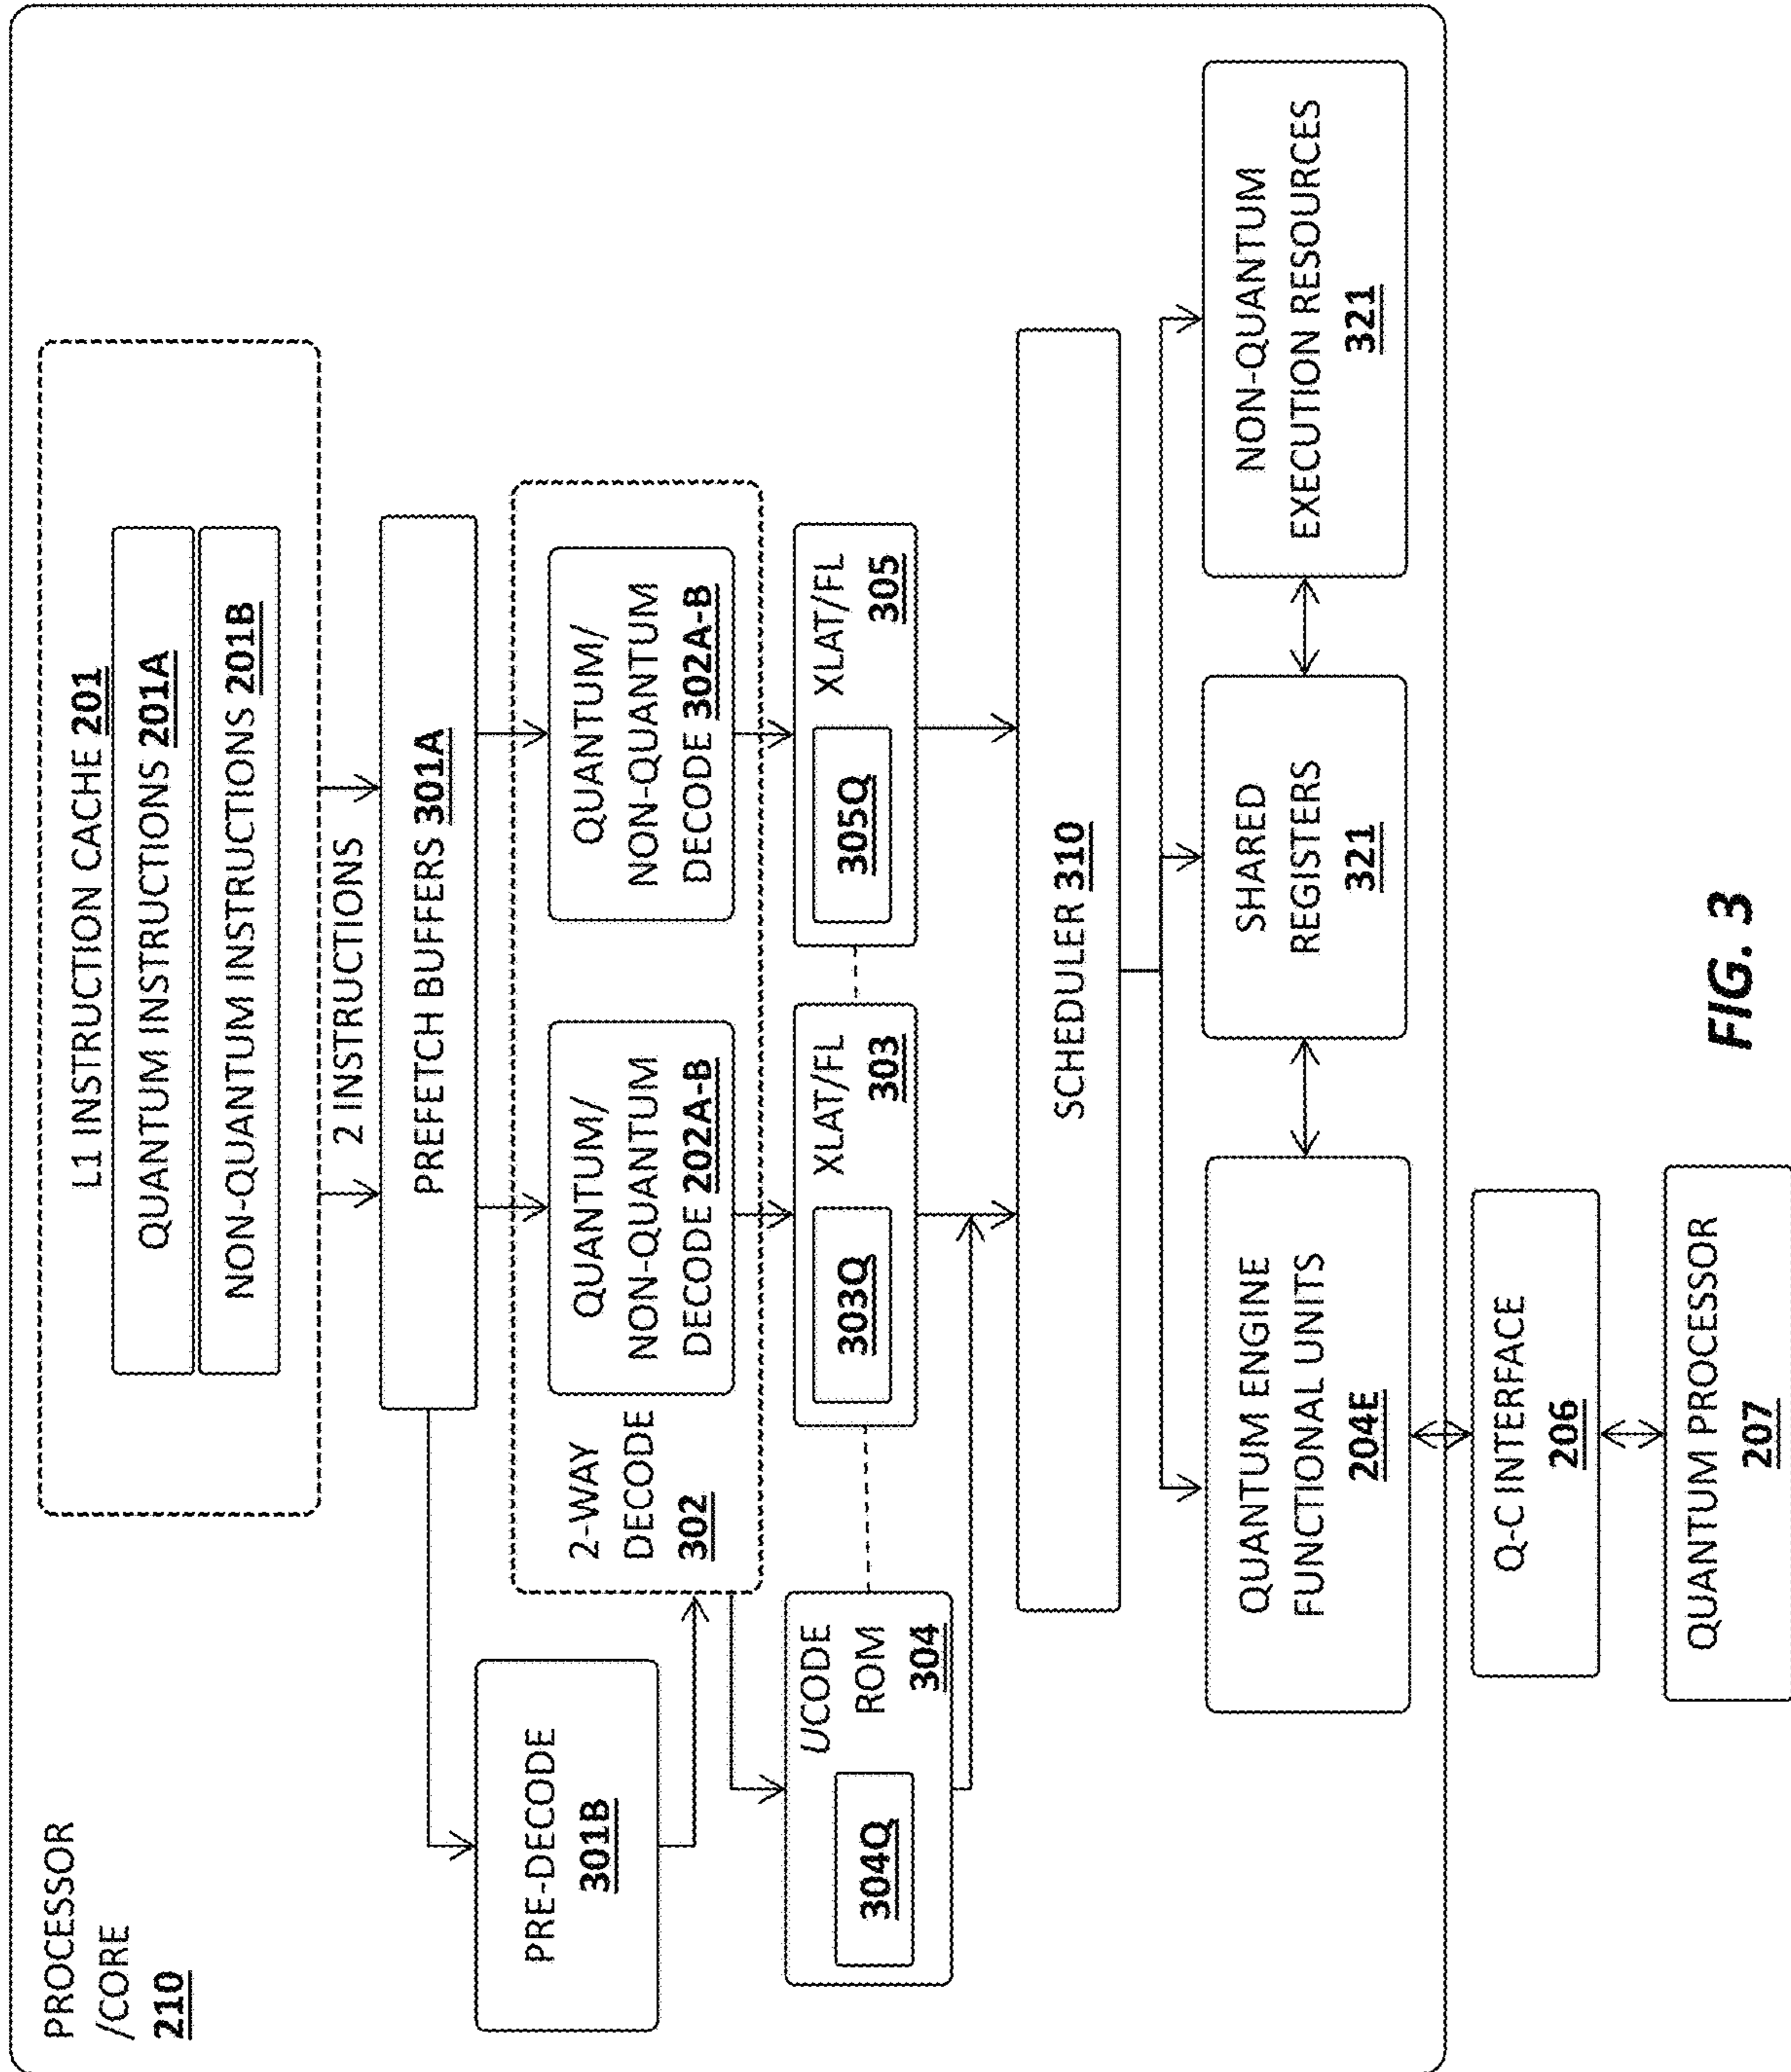 PROCESSOR
/CORE
210
L1 INSTRUCTION CACHE 201
QUANTUM INSTRUCTIONS 201A
NON-QUANTUM INSTRUCTIONS 201B
2 INSTRUCTIONS
PREFETCH BUFFERS 301A
PRE-DECODE
301B
2-WAY
DECODE
302
QUANTUM/
NON-QUANTUM
DECODE 202A-B
QUANTUM/
NON-QUANTUM
DECODE 302A-B
UCODE
ROM
304
304Q
XLAT/FL
303
303Q
XLAT/FL
305
305Q
SCHEDULER 310
QUANTUM ENGINE
FUNCTIONAL UNITS
204E
SHARED
REGISTERS
321
NON-QUANTUM
EXECUTION RESOURCES
321
Q-C INTERFACE
206
QUANTUM PROCESSOR
207
FIG. 3